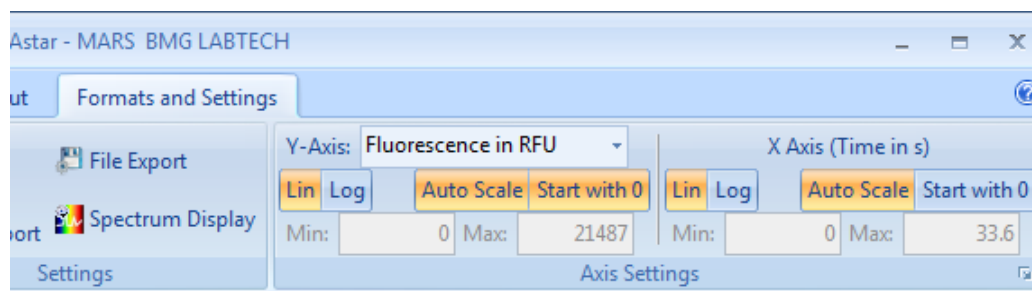 Astar - MARS BMG LABTECH
ut Formats and Settings
File Export
ort Spectrum Display
Settings
Y-Axis: Fluorescence in RFU
Lin Log Auto Scale Start with 0
Min: 0 Max: 21487
X Axis (Time in s)
Lin Log Auto Scale Start with 0
Min: 0 Max: 33.6
Axis Settings